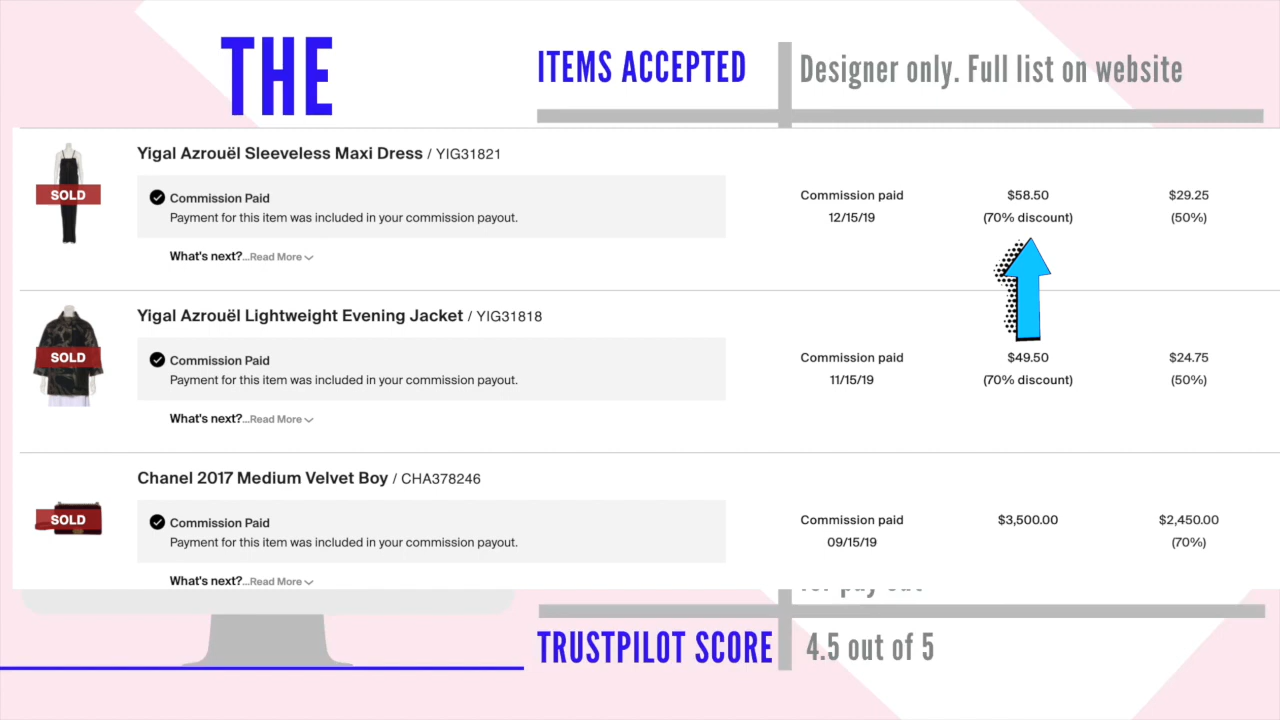 THE
ITEMS ACCEPTED
Designer only. Full list on website
Yigal Azrouël Sleeveless Maxi Dress / YIG31821
SOLD
Commission Paid
Payment for this item was included in your commission payout.
What's next?...Read More
Commission paid
12/15/19
$58.50
(70% discount)
$29.25
(50%)
Yigal Azrouël Lightweight Evening Jacket / YIG31818
SOLD
Commission Paid
Payment for this item was included in your commission payout.
What's next?...Read More
Commission paid
11/15/19
$49.50
(70% discount)
$24.75
(50%)
Chanel 2017 Medium Velvet Boy / CHA378246
SOLD
Commission Paid
Payment for this item was included in your commission payout.
What's next?...Read More
Commission paid
09/15/19
$3,500.00
$2,450.00
(70%)
TRUSTPILOT SCORE
4.5 out of 5